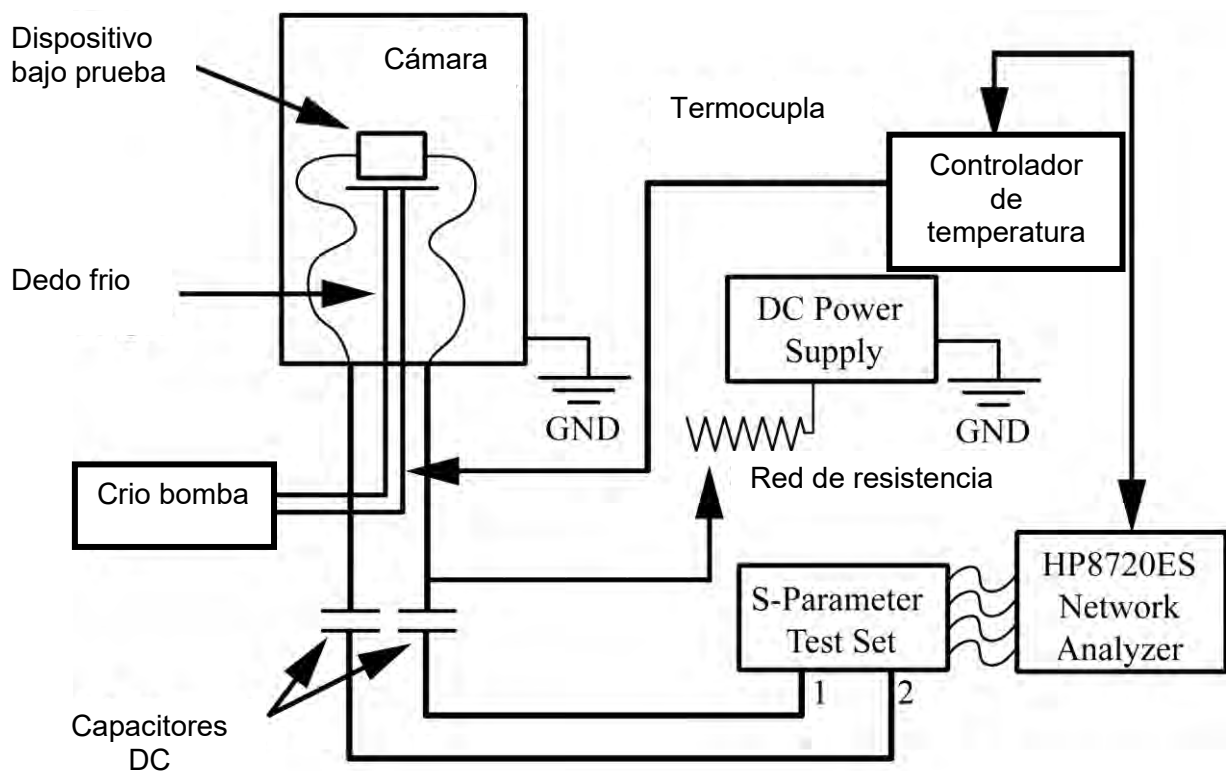 Dispositivo
bajo prueba
Cámara
Termocupla
Controlador
de
temperatura
Dedo frio
DC Power
Supply
GND
GND
Red de resistencia
Crio bomba
S-Parameter
Test Set
HP8720ES
Network
Analyzer
1
2
Capacitores
DC